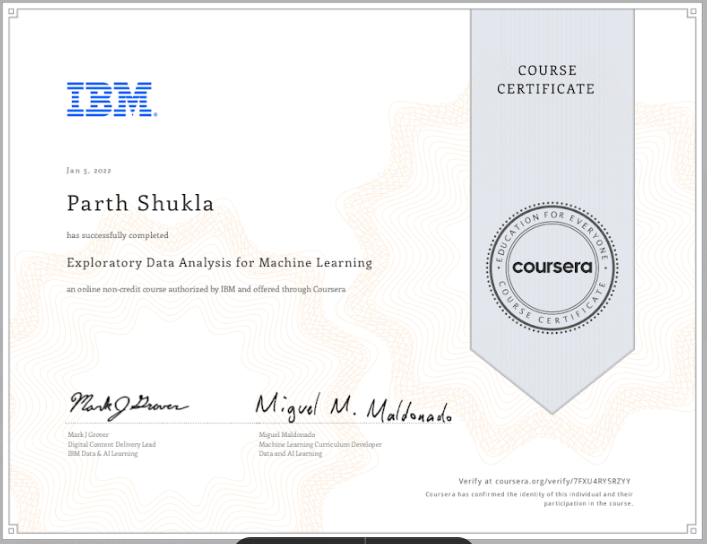 IBM
COURSE
CERTIFICATE
Jan 5, 2022
Parth Shukla
has successfully completed
Exploratory Data Analysis for Machine Learning
an online non-credit course authorized by IBM and offered through Coursera
EDUCATION FOR EVERYONE
coursera
COURSE CERTIFICATE
Mark J Grover
Miguel M. Maldonado
Mark J Grover
Digital Content Delivery Lead
IBM Data & AI Learning
Miguel Maldonado
Machine Learning Curriculum Developer
Data and AI Learning
Verify at coursera.org/verify/7FXU4RY5RZYY
Coursera has confirmed the identity of this individual and their
participation in the course.